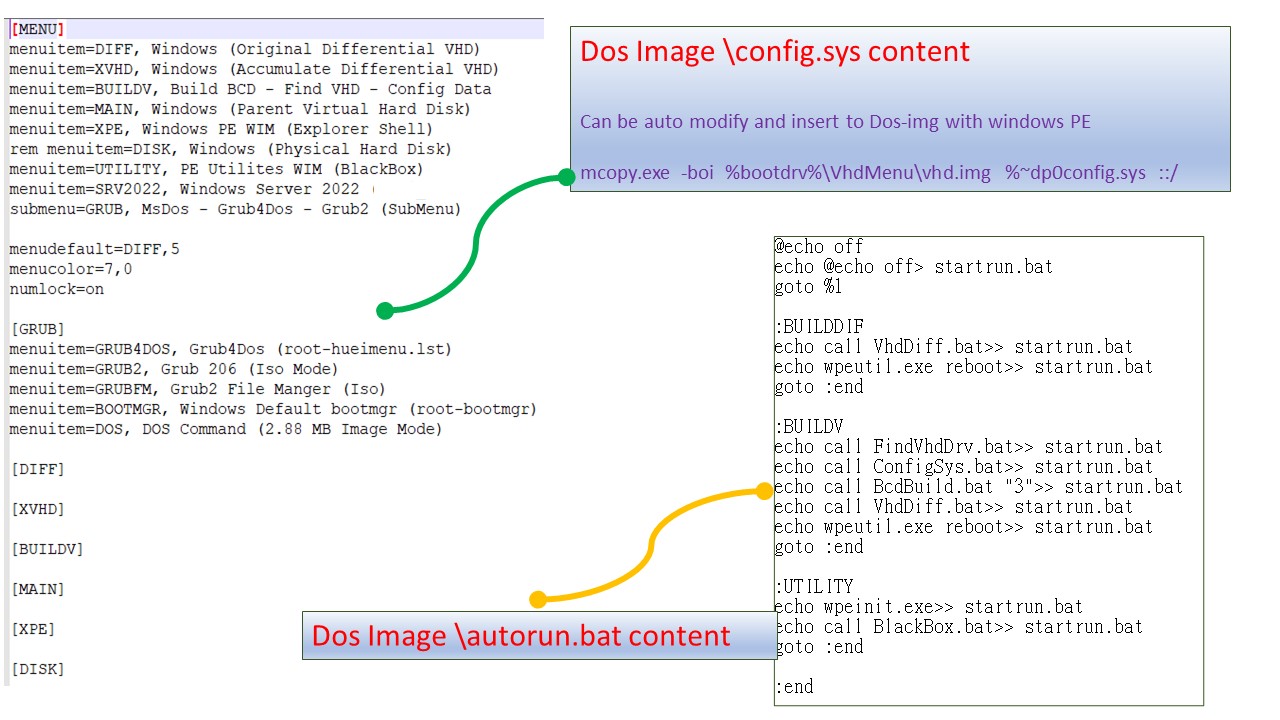 [MENU]
menuitem=DIFF, Windows (Original Differential VHD)
menuitem=XVHD, Windows (Accumulate Differential VHD)
menuitem=BUILDV, Build BCD - Find VHD - Config Data
menuitem=MAIN, Windows (Parent Virtual Hard Disk)
menuitem=XPE, Windows PE WIM (Explorer Shell)
rem menuitem=DISK, Windows (Physical Hard Disk)
menuitem=UTILITY, PE Utilites WIM (BlackBox)
menuitem=SRV2022, Windows Server 2022 (
submenu=GRUB, MsDos - Grub4Dos - Grub2 (SubMenu)
menudefault=DIFF,5
menucolor=7,0
numlock=on
[GRUB]
menuitem=GRUB4DOS, Grub4Dos (root-hueimenu.lst)
menuitem=GRUB2, Grub 206 (Iso Mode)
menuitem=GRUBFM, Grub2 File Manger (Iso)
menuitem=BOOTMGR, Windows Default bootmgr (root-bootmgr)
menuitem=DOS, DOS Command (2.88 MB Image Mode)
[DIFF]
[XVHD]
[BUILDV]
[MAIN]
[XPE]
[DISK]
Dos Image \config.sys content
Can be auto modify and insert to Dos-img with windows PE
mcopy.exe -boi %bootdrv%\VhdMenu\vhd.img %~dp0config.sys ::/
@echo off
echo @echo off> startrun.bat
goto %1
:BUILDDIF
echo call VhdDiff.bat>> startrun.bat
echo wpeutil.exe reboot>> startrun.bat
goto :end
:BUILDV
echo call FindVhdDrv.bat>> startrun.bat
echo call ConfigSys.bat>> startrun.bat
echo call BcdBuild.bat "3">> startrun.bat
echo call VhdDiff.bat>> startrun.bat
echo wpeutil.exe reboot>> startrun.bat
goto :end
:UTILITY
echo wpeinit.exe>> startrun.bat
echo call BlackBox.bat>> startrun.bat
goto :end
:end
Dos Image \autorun.bat content